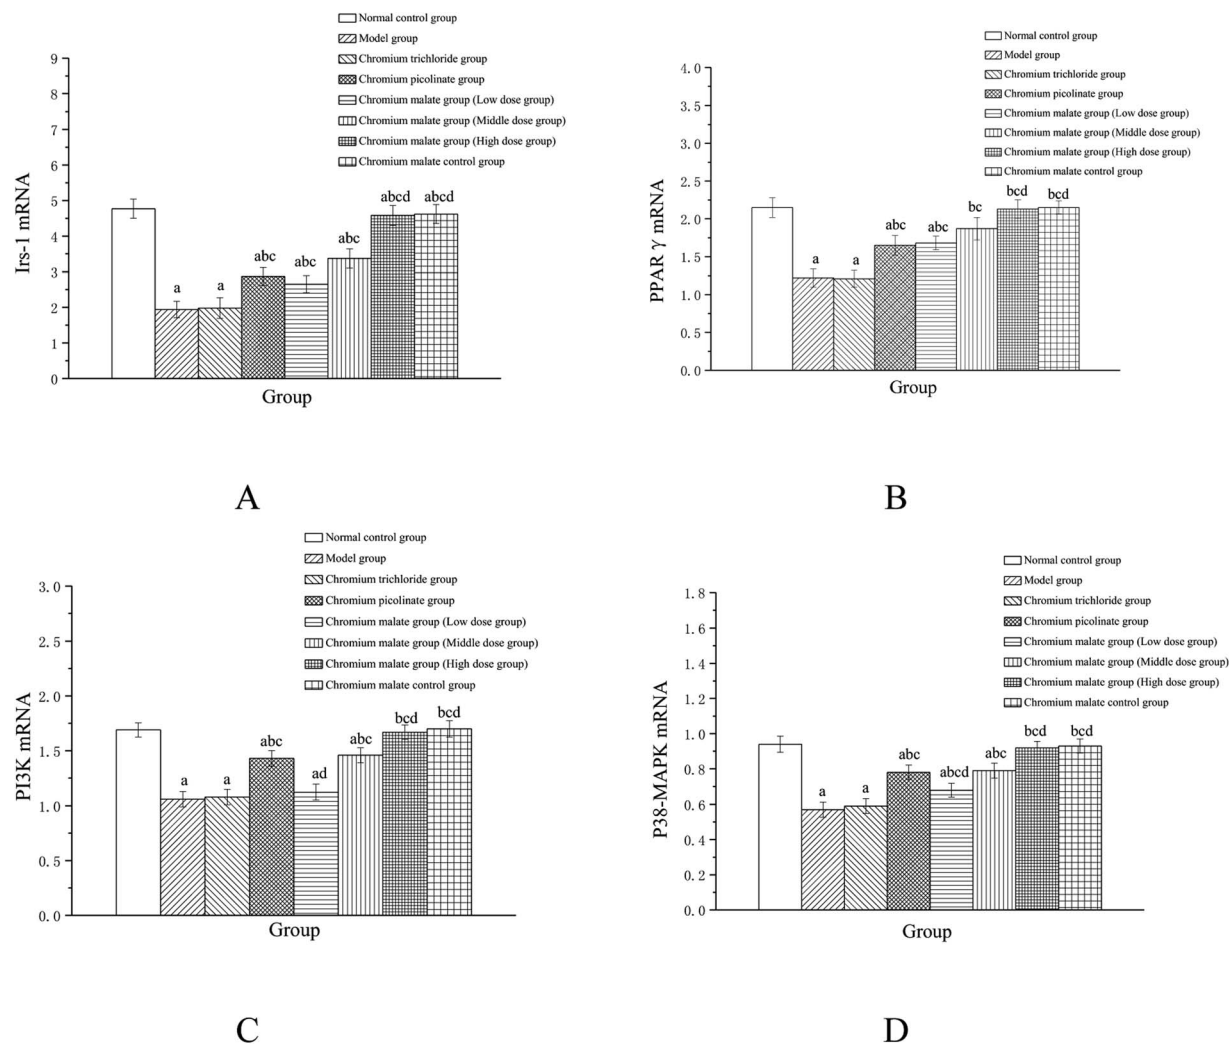 Normal control group
Model group
Chromium trichloride group
Chromium picolinate group
Chromium malate group (Low dose group)
Chromium malate group (Middle dose group)
Chromium malate group (High dose group)
Chromium malate control group
Irs-1 mRNA
9
8
7
6
5
4
3
2
1
0
a
a
abc
abc
abc
abcd
abcd
Group
A
Normal control group
Model group
Chromium trichloride group
Chromium picolinate group
Chromium malate group (Low dose group)
Chromium malate group (Middle dose group)
Chromium malate group (High dose group)
Chromium malate control group
PPAR γ mRNA
4.0
3.5
3.0
2.5
2.0
1.5
1.0
0.5
0.0
a
a
abc
abc
bc
bcd
bcd
Group
B
Normal control group
Model group
Chromium trichloride group
Chromium picolinate group
Chromium malate group (Low dose group)
Chromium malate group (Middle dose group)
Chromium malate group (High dose group)
Chromium malate control group
PI3K mRNA
3.0
2.5
2.0
1.5
1.0
0.5
0.0
a
a
abc
ad
abc
bcd
bcd
Group
C
Normal control group
Model group
Chromium trichloride group
Chromium picolinate group
Chromium malate group (Low dose group)
Chromium malate group (Middle dose group)
Chromium malate group (High dose group)
Chromium malate control group
P38-MAPK mRNA
1.8
1.6
1.4
1.2
1.0
0.8
0.6
0.4
0.2
0.0
a
a
abc
abcd
abc
bcd
bcd
Group
D